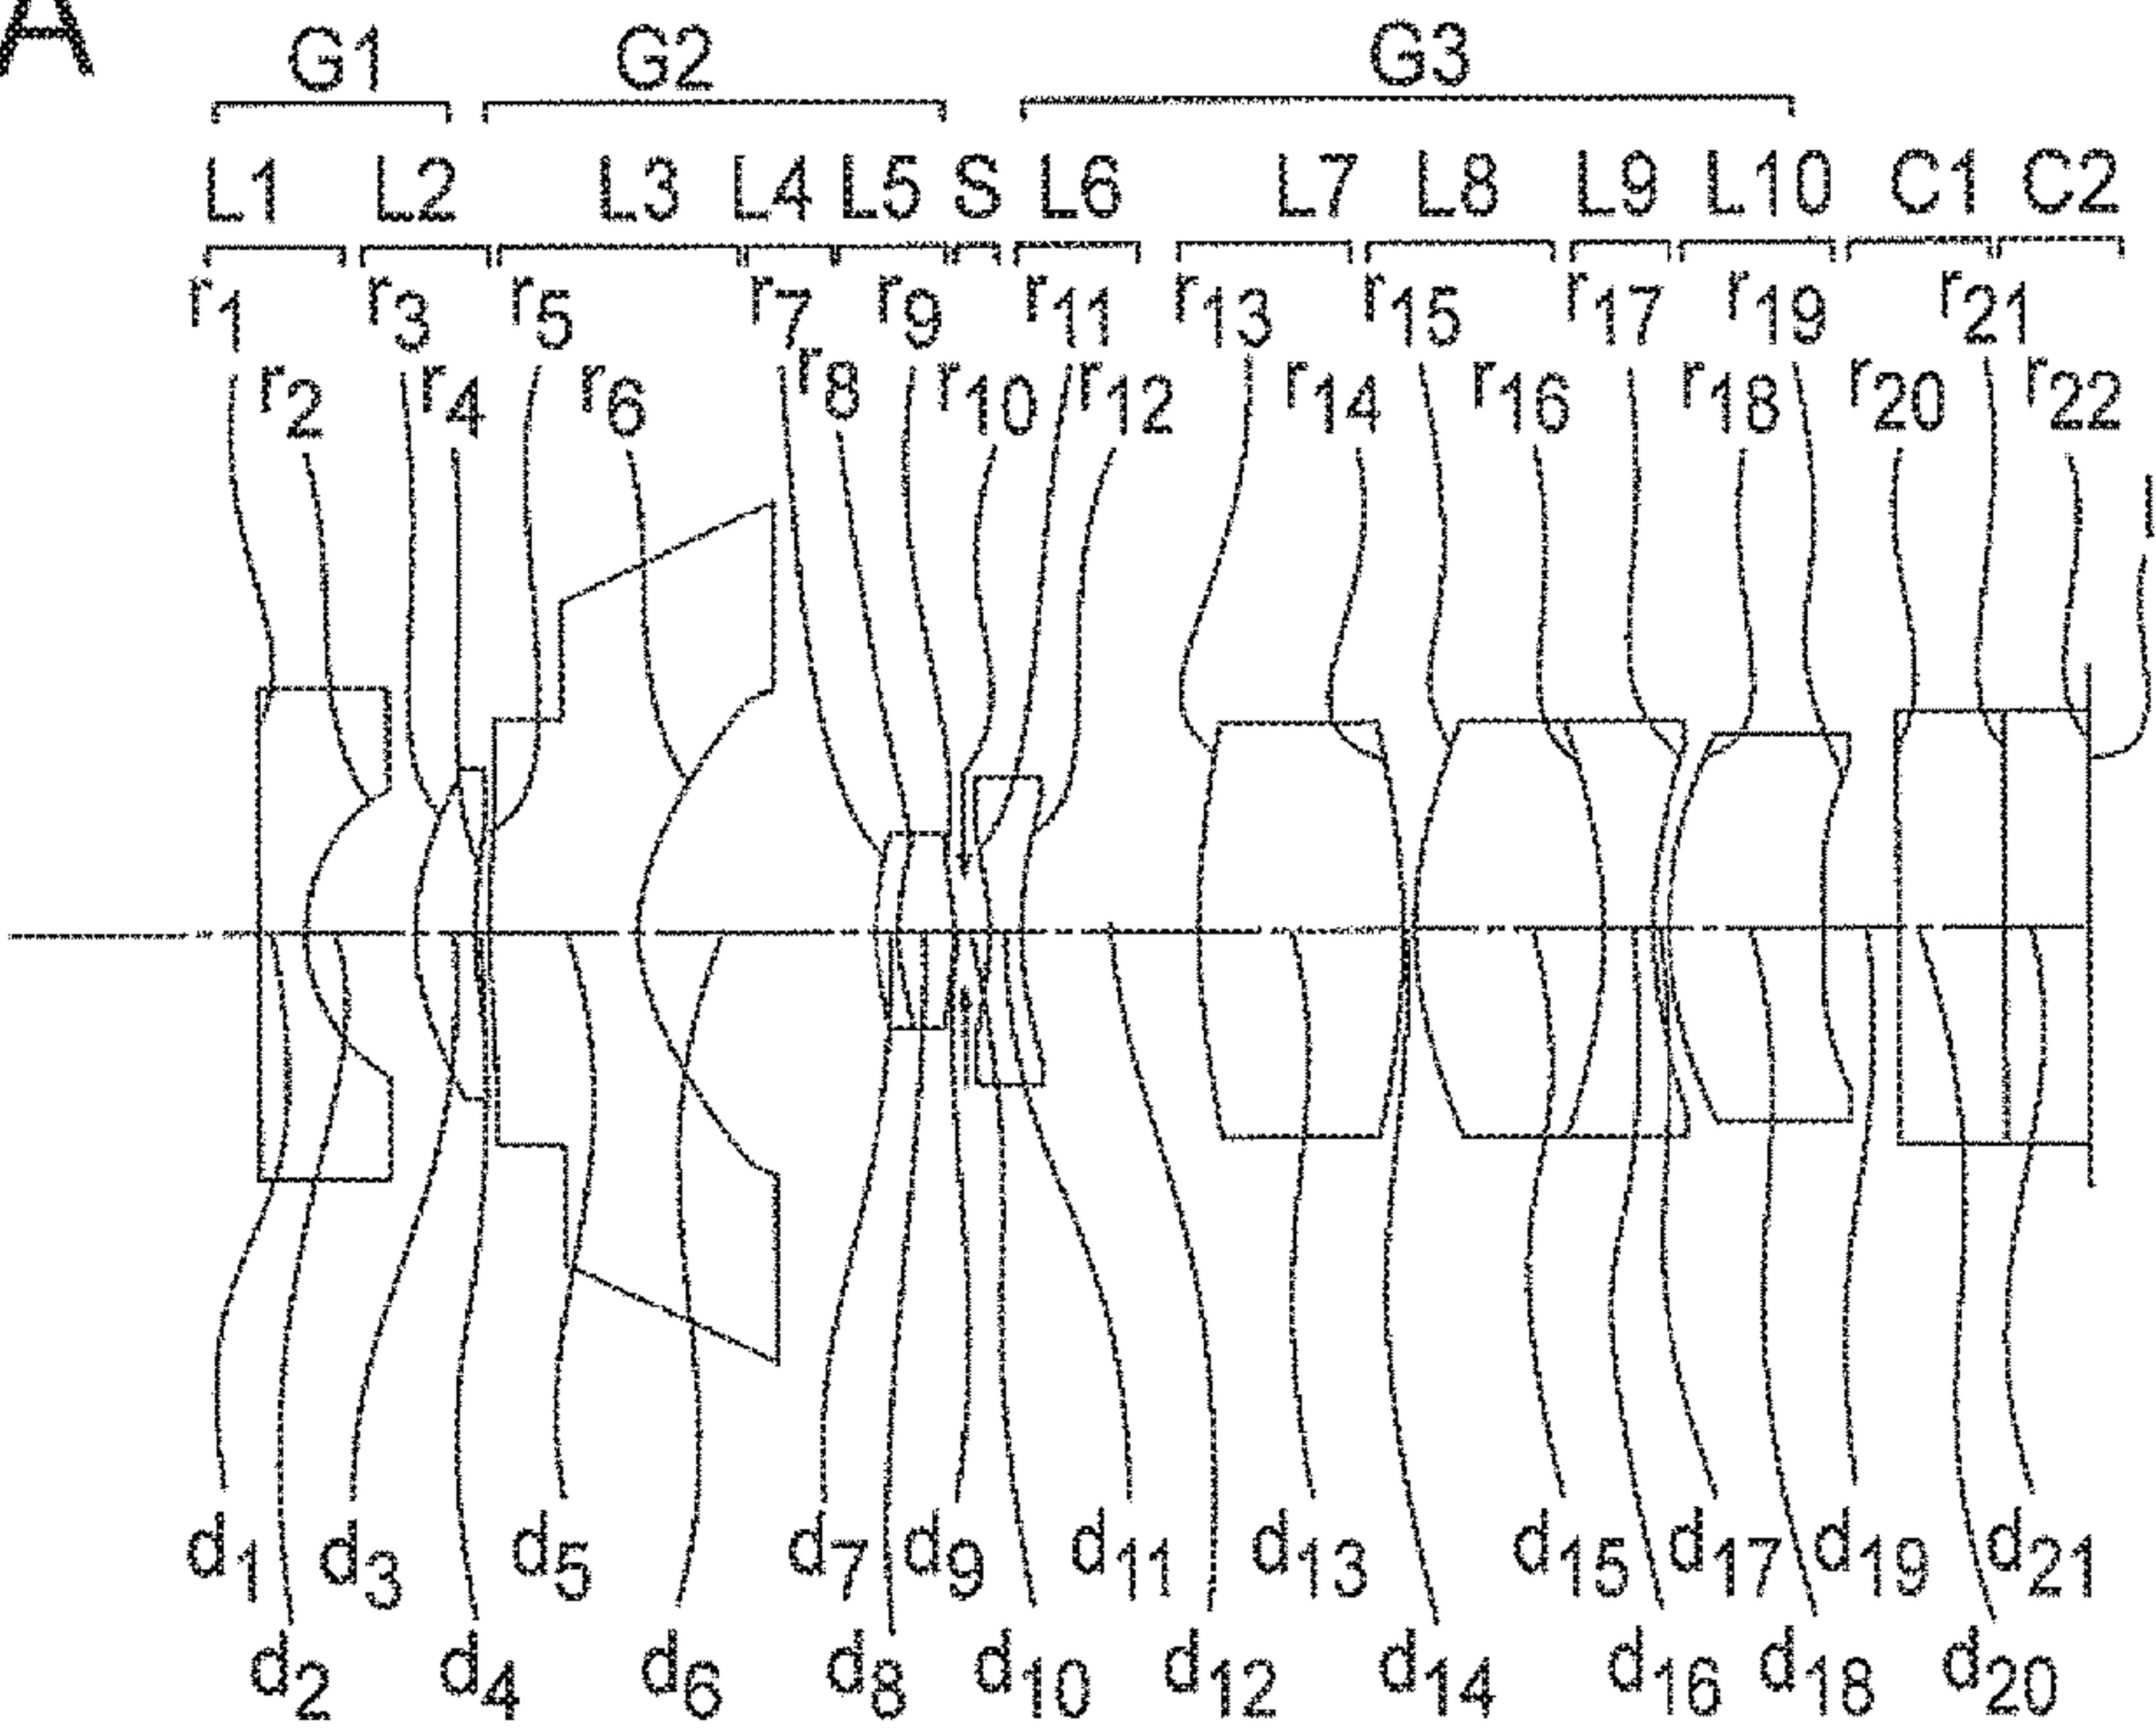 A
G1 G2 G3
L1 L2 L3 L4 L5 S L6 L7 L8 L9 L10 C1 C2
r1 r3 r5 r7 r9 r11 r13 r15 r17 r19 r21
r2 r4 r6 r8 r10 r12 r14 r16 r18 r20 r22
I
d1 d3 d5 d7 d9 d11 d13 d15 d17 d19 d21
d2 d4 d6 d8 d10 d12 d14 d16 d18 d20